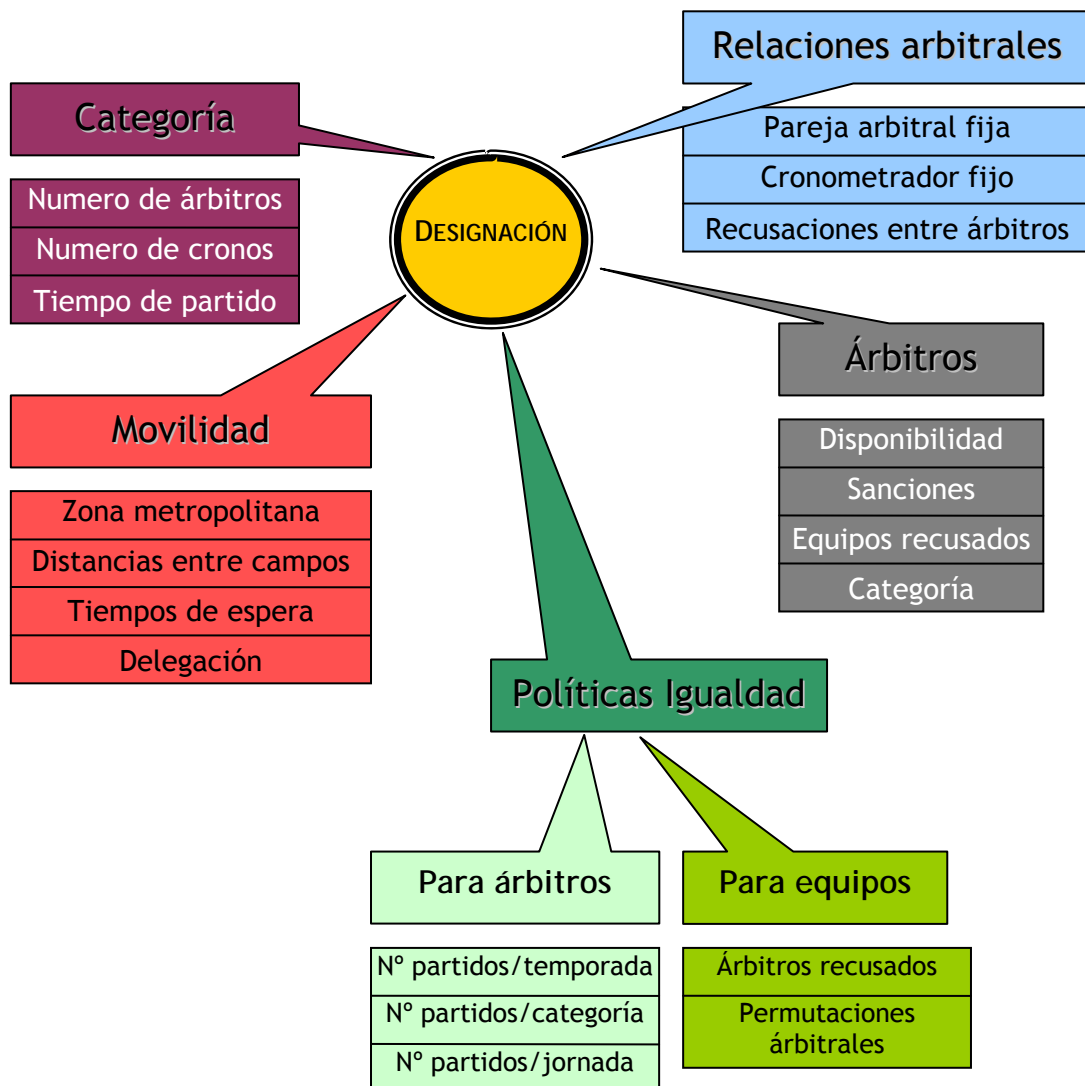 Relaciones arbitrales
Pareja arbitral fija
Cronometrador fijo
Recusaciones entre árbitros
Categoría
Numero de árbitros
Numero de cronos
Tiempo de partido
DESIGNACIÓN
Árbitros
Disponibilidad
Sanciones
Equipos recusados
Categoría
Movilidad
Zona metropolitana
Distancias entre campos
Tiempos de espera
Delegación
Políticas Igualdad
Para árbitros
Nº partidos/temporada
Nº partidos/categoría
Nº partidos/jornada
Para equipos
Árbitros recusados
Permutaciones
árbitrales